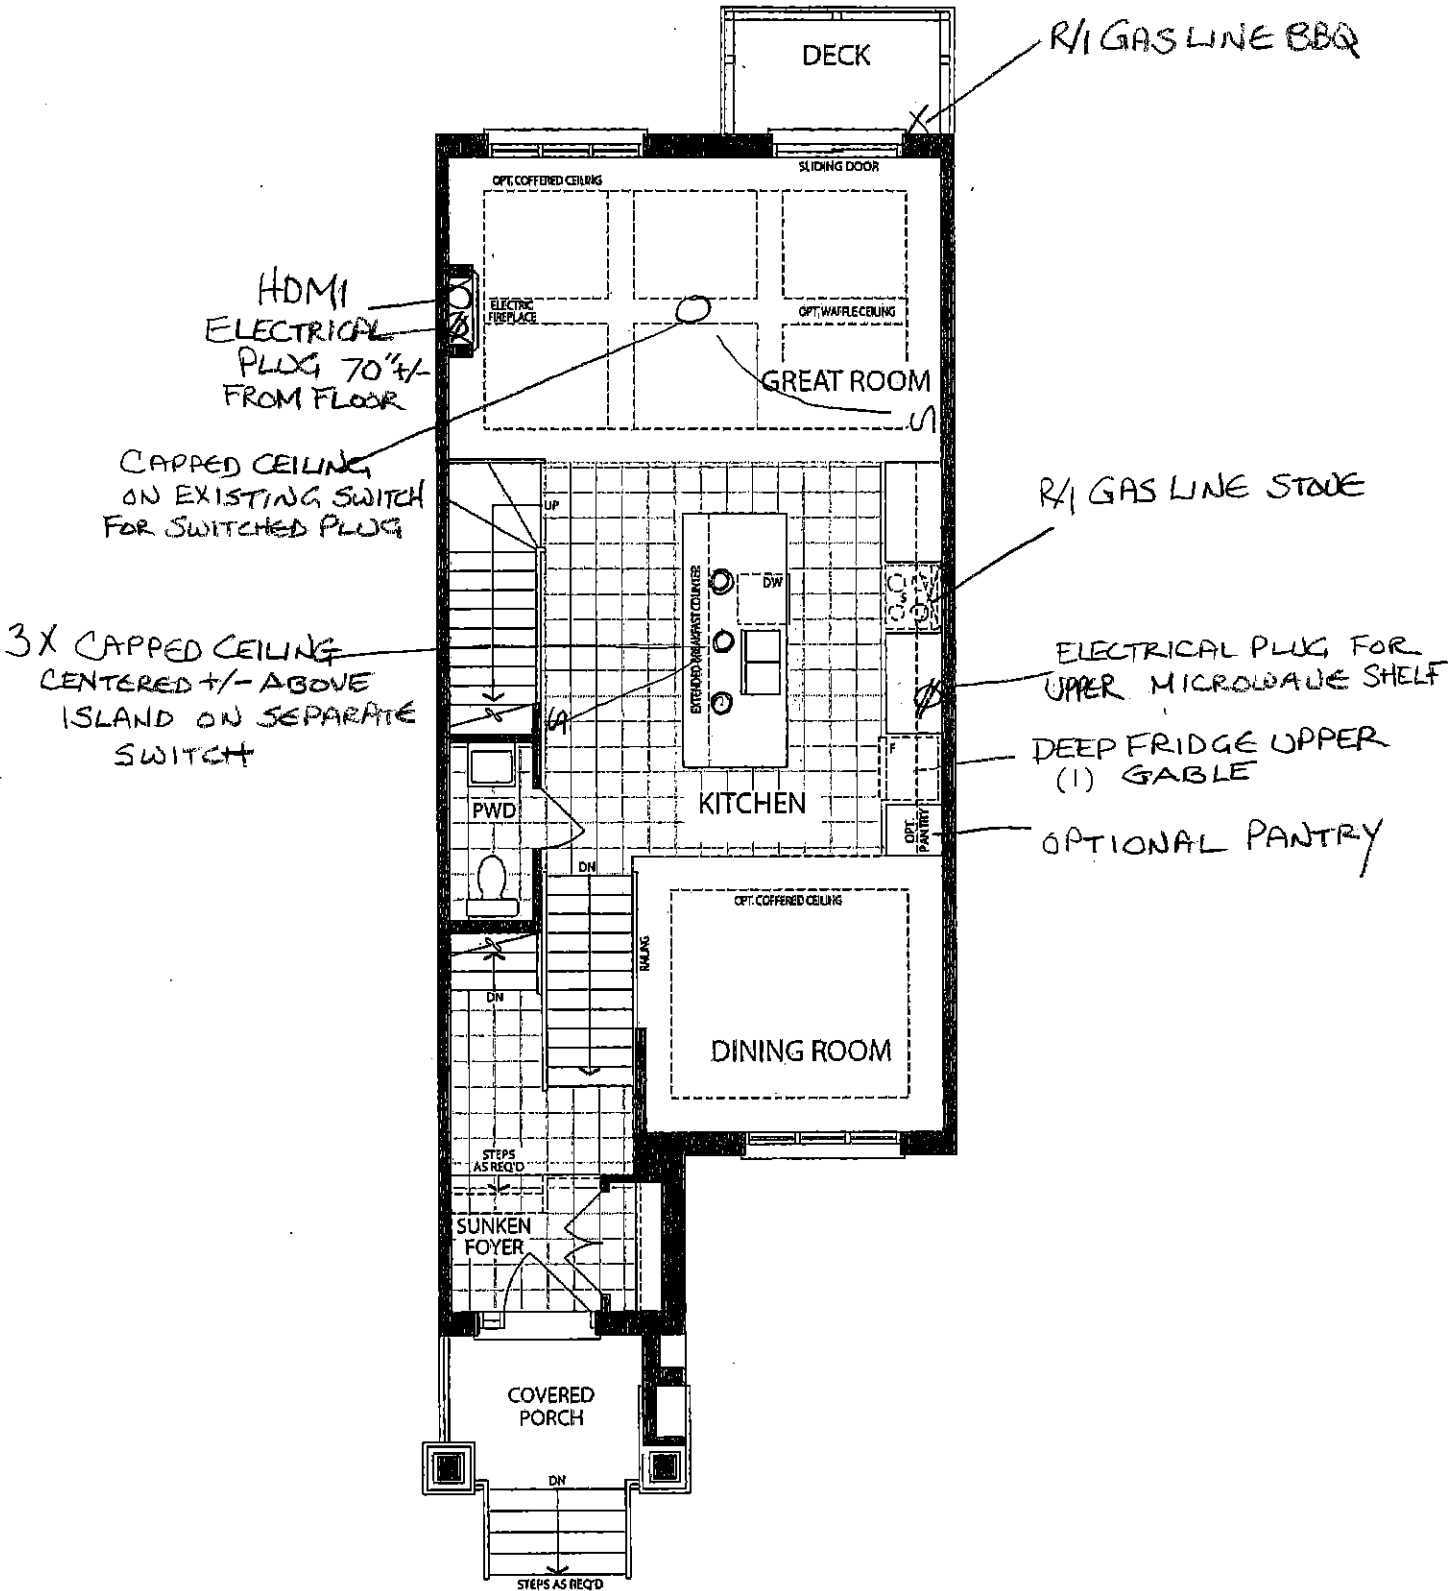 R/I GAS LINE BBQ
DECK
SLIDING DOOR
OPT. COFFERED CEILING
HDMI
ELECTRICAL
PLUG 70"+/-
FROM FLOOR
ELECTRIC
FIREPLACE
OPT. WAFFLE CEILING
GREAT ROOM
S
CAPPED CEILING
ON EXISTING SWITCH
FOR SWITCHED PLUG
UP
R/I GAS LINE STOVE
EXTENDED BREAKFAST COUNTER
DW
S
3X CAPPED CEILING
CENTERED +/- ABOVE
ISLAND ON SEPARATE
SWITCH
S
ELECTRICAL PLUG FOR
UPPER MICROWAVE SHELF
F
DEEP FRIDGE UPPER
(1) GABLE
KITCHEN
PWD
OPT.
PANTRY
OPTIONAL PANTRY
DN
OPT. COFFERED CEILING
RAILING
DN
DINING ROOM
STEPS
AS REQ'D
SUNKEN
FOYER
COVERED
PORCH
DN
STEPS AS REQ'D